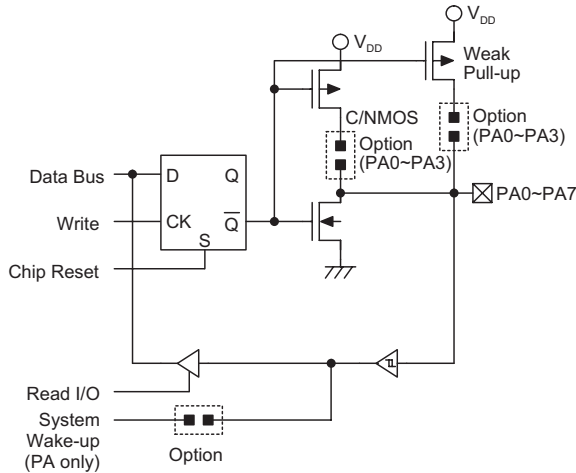 VDD
VDD
Weak
Pull-up
C/NMOS
Option
(PA0~PA3)
Option
(PA0~PA3)
Data Bus
D
Q
PA0~PA7
Write
CK
Q
S
Chip Reset
Read I/O
System
Wake-up
(PA only)
Option